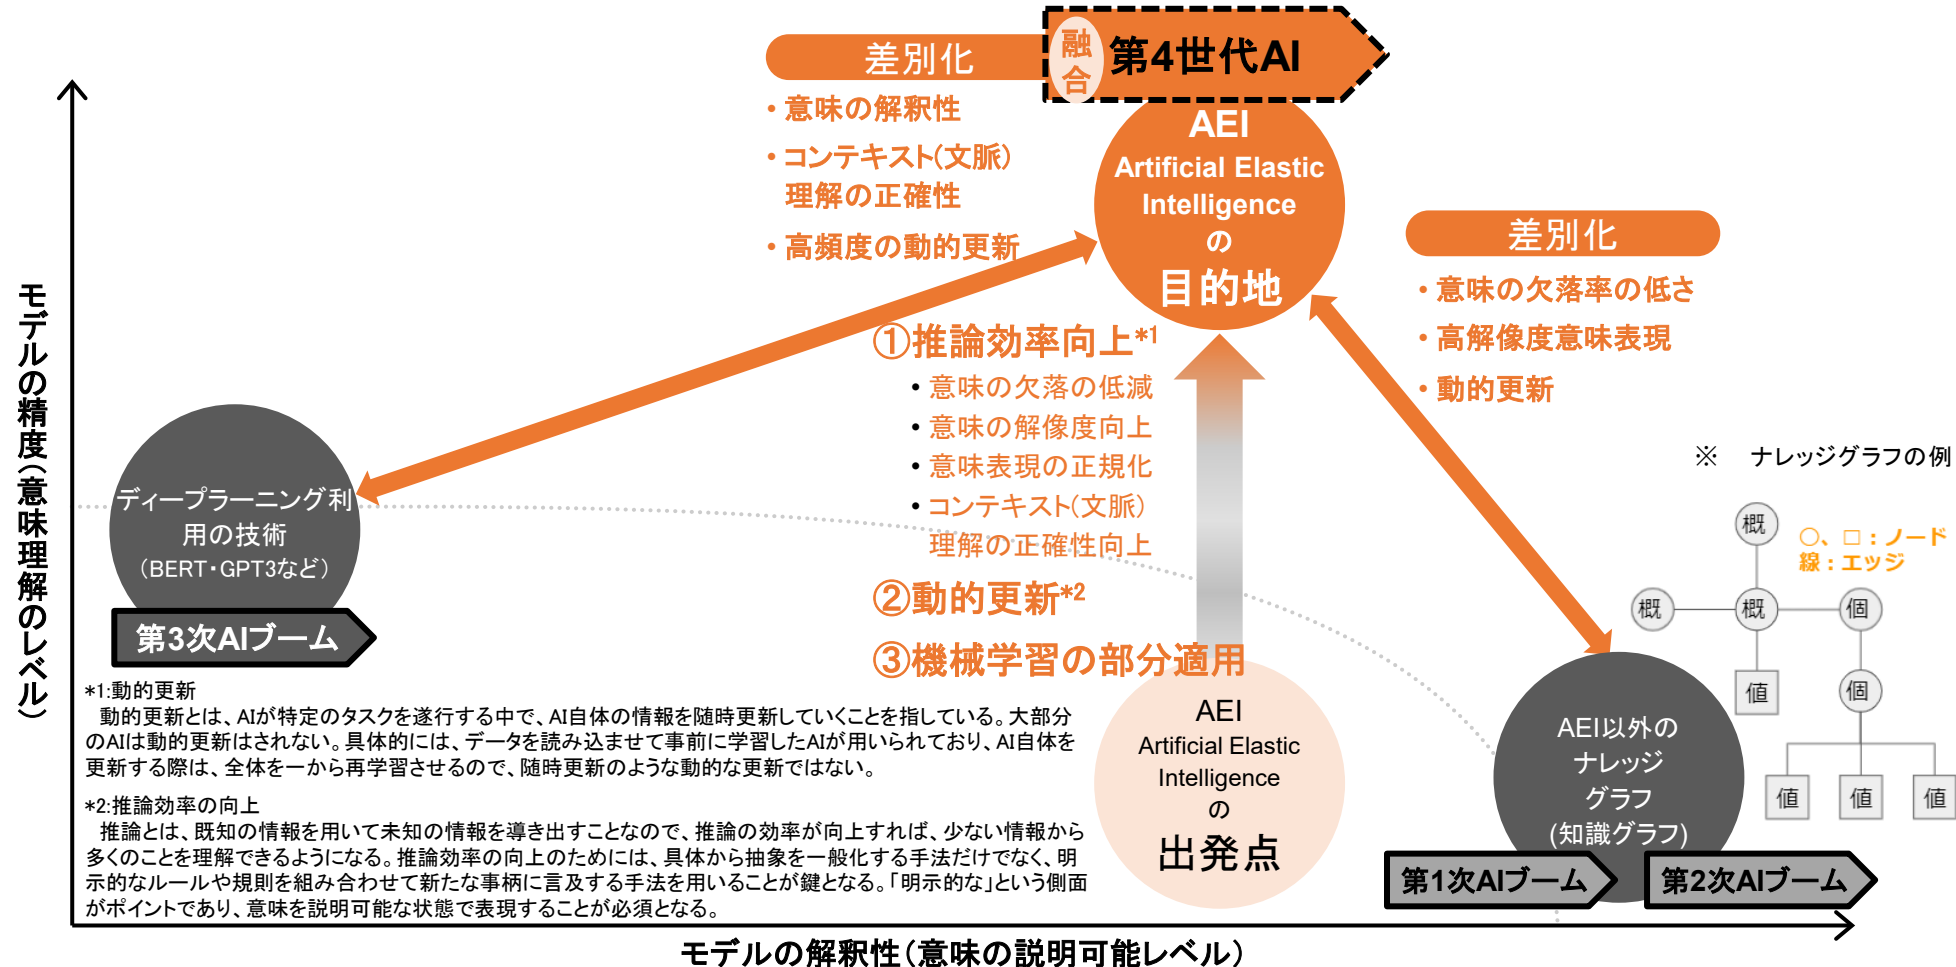 融
合
第4世代AI
差別化
・意味の解釈性
・コンテキスト(文脈)
理解の正確性
・高頻度の動的更新
AEI
Artificial Elastic
Intelligence
の
目的地
差別化
・意味の欠落率の低さ
・高解像度意味表現
・動的更新
①推論効率向上*1
・意味の欠落の低減
・意味の解像度向上
・意味表現の正規化
・コンテキスト(文脈)
理解の正確性向上
②動的更新*2
③機械学習の部分適用
モデルの精度(意味理解のレベル)
ディープラーニング利
用の技術
(BERT・GPT3など)
第3次AIブーム
※ ナレッジグラフの例
概
○、□:ノード
線:エッジ
概
概
個
値
個
値
値
値
*1:動的更新
動的更新とは、AIが特定のタスクを遂行する中で、AI自体の情報を随時更新していくことを指している。大部分
のAIは動的更新はされない。具体的には、データを読み込ませて事前に学習したAIが用いられており、AI自体を
更新する際は、全体を一から再学習させるので、随時更新のような動的な更新ではない。
*2:推論効率の向上
推論とは、既知の情報を用いて未知の情報を導き出すことなので、推論の効率が向上すれば、少ない情報から
多くのことを理解できるようになる。推論効率の向上のためには、具体から抽象を一般化する手法だけでなく、明
示的なルールや規則を組み合わせて新たな事柄に言及する手法を用いることが鍵となる。「明示的な」という側面
がポイントであり、意味を説明可能な状態で表現することが必須となる。
AEI
Artificial Elastic
Intelligence
の
出発点
AEI以外の
ナレッジ
グラフ
(知識グラフ)
第1次AIブーム
第2次AIブーム
モデルの解釈性(意味の説明可能レベル)